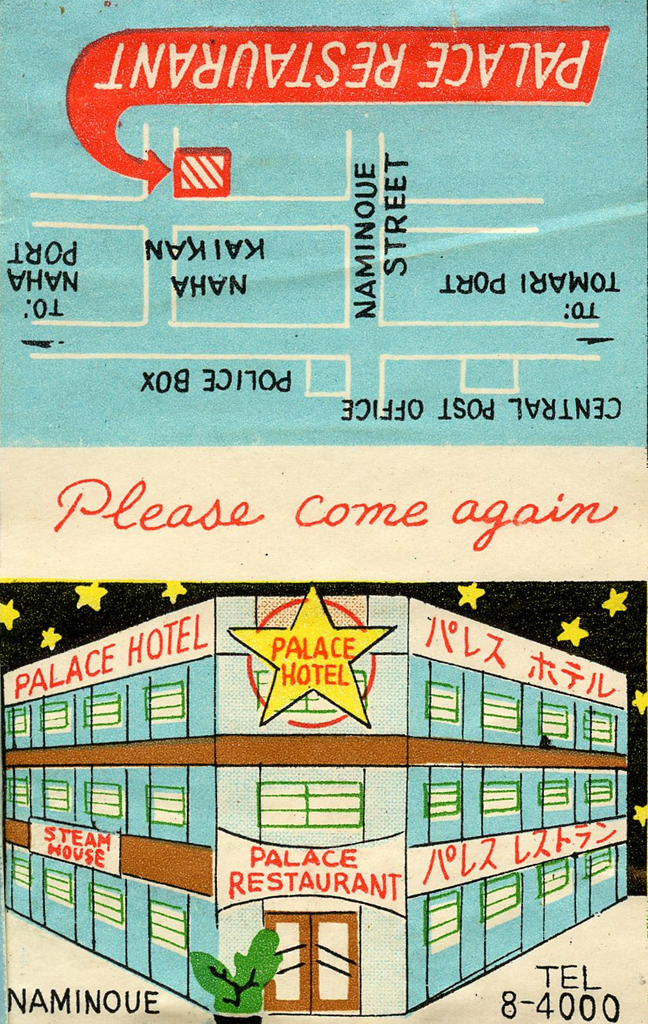 PALACE RESTAURANT
NAMINOUE
STREET
NAHA
KAIKAN
TO:
NAHA
PORT
TO:
TOMARI PORT
POLICE BOX
CENTRAL POST OFFICE
Please come again
PALACE HOTEL
PALACE
HOTEL
パレス ホテル
STEAM
HOUSE
PALACE
RESTAURANT
パレス レストラン
NAMINOUE
TEL
8-4000